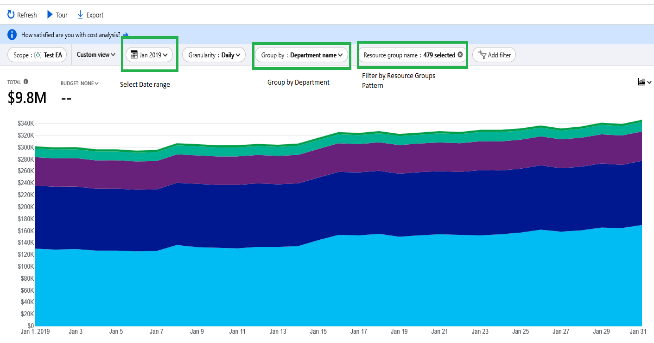 Refresh Tour Export
How satisfied are you with cost analysis?
Scope : Test EA Custom view Jan 2019 Granularity : Daily Group by : Department name Resource group name : 479 selected Add filter
TOTAL BUDGET: NONE
$9.8M --
Select Date range
Group by Department
Filter by Resource Groups
Pattern
$340K
$320K
$300K
$280K
$260K
$240K
$220K
$200K
$180K
$160K
$140K
$120K
$100K
$80K
$60K
$40K
$20K
$0
Jan 1, 2019 Jan 3 Jan 5 Jan 7 Jan 9 Jan 11 Jan 13 Jan 15 Jan 17 Jan 19 Jan 21 Jan 23 Jan 25 Jan 27 Jan 29 Jan 31